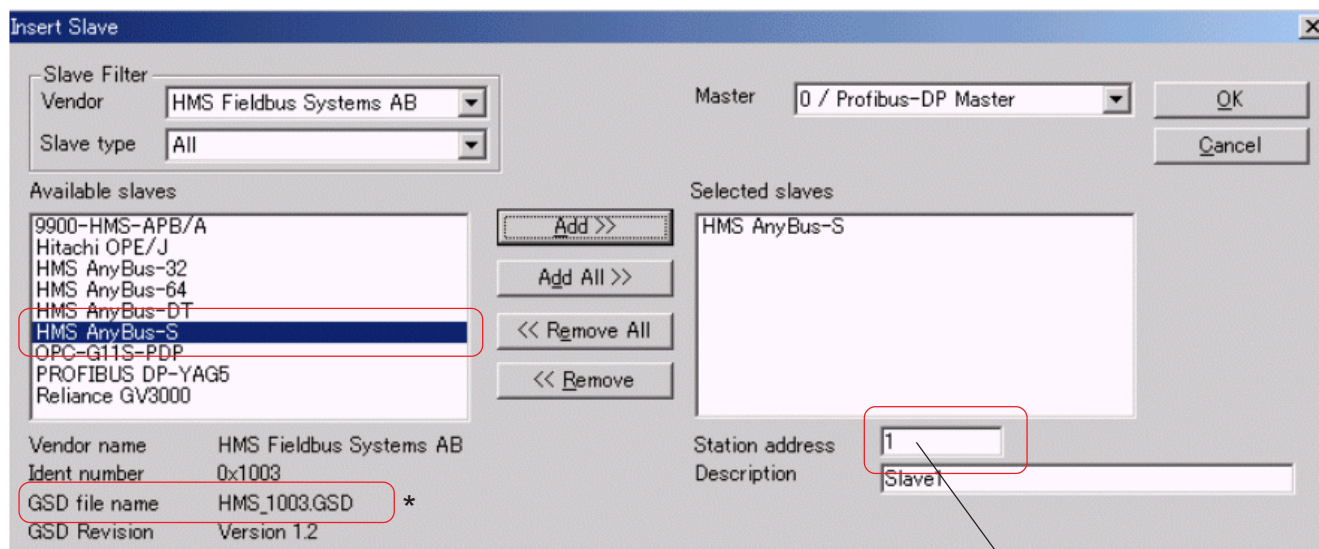 Insert Slave
Slave Filter
Vendor HMS Fieldbus Systems AB
Slave type All
Master 0 / Profibus-DP Master
OK
Cancel
Available slaves
9900-HMS-APB/A
Hitachi OPE/J
HMS AnyBus-32
HMS AnyBus-64
HMS AnyBus-DT
HMS AnyBus-S
OPC-G11S-PDP
PROFIBUS DP-YAG5
Reliance GV3000
Add >>
Add All >>
<< Remove All
<< Remove
Selected slaves
HMS AnyBus-S
Vendor name HMS Fieldbus Systems AB
Ident number 0x1003
GSD file name HMS_1003.GSD *
GSD Revision Version 1.2
Station address 1
Description Slave1